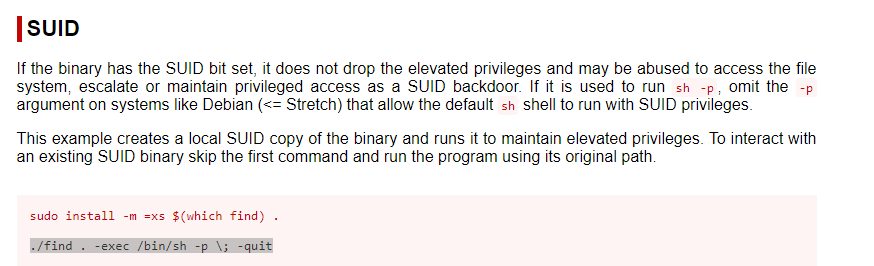 SUID
If the binary has the SUID bit set, it does not drop the elevated privileges and may be abused to access the file
system, escalate or maintain privileged access as a SUID backdoor. If it is used to run sh -p, omit the -p
argument on systems like Debian (<= Stretch) that allow the default sh shell to run with SUID privileges.
This example creates a local SUID copy of the binary and runs it to maintain elevated privileges. To interact with
an existing SUID binary skip the first command and run the program using its original path.
sudo install -m =xs $(which find) .
./find . -exec /bin/sh -p \; -quit